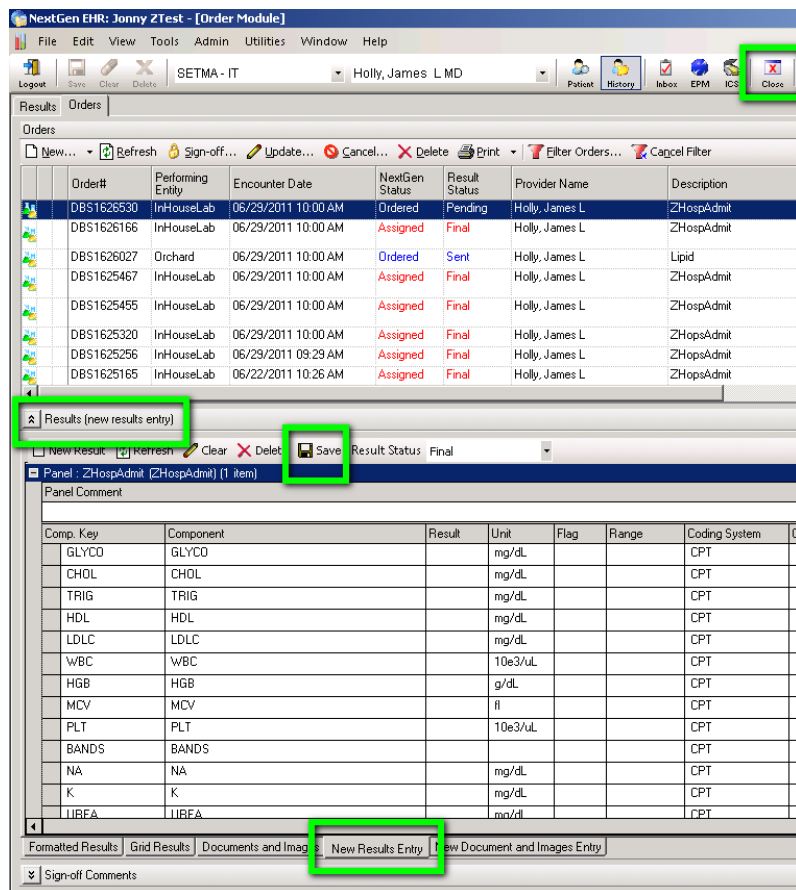 NextGen EHR: Jonny ZTest - [Order Module]
File Edit View Tools Admin Utilities Window Help
SETMA - IT Holly, James L MD
Logout Save Clear Delete Patient History Inbox EPM ICS Close
Results Orders
Orders
New... Refresh Sign-off... Update... Cancel... Delete Print Filter Orders... Cancel Filter
Order# Performing Entity Encounter Date NextGen Status Result Status Provider Name Description
DBS1626530 InHouseLab 06/29/2011 10:00 AM Ordered Pending Holly, James L ZHospAdmit
DBS1626166 InHouseLab 06/29/2011 10:00 AM Assigned Final Holly, James L ZHospAdmit
DBS1626027 Orchard 06/29/2011 10:00 AM Ordered Sent Holly, James L Lipid
DBS1625467 InHouseLab 06/29/2011 10:00 AM Assigned Final Holly, James L ZHospAdmit
DBS1625455 InHouseLab 06/29/2011 10:00 AM Assigned Final Holly, James L ZHospAdmit
DBS1625320 InHouseLab 06/29/2011 10:00 AM Assigned Final Holly, James L ZHopsAdmit
DBS1625256 InHouseLab 06/29/2011 09:29 AM Assigned Final Holly, James L ZHopsAdmit
DBS1625165 InHouseLab 06/22/2011 10:26 AM Assigned Final Holly, James L ZHopsAdmit
Results (new results entry)
New Result Refresh Clear Delet Save Result Status Final
Panel : ZHospAdmit (ZHospAdmit) (1 item)
Panel Comment
Comp. Key Component Result Unit Flag Range Coding System
GLYCO GLYCO mg/dL CPT
CHOL CHOL mg/dL CPT
TRIG TRIG mg/dL CPT
HDL HDL mg/dL CPT
LDLC LDLC mg/dL CPT
WBC WBC 10e3/uL CPT
HGB HGB g/dL CPT
MCV MCV fl CPT
PLT PLT 10e3/uL CPT
BANDS BANDS CPT
NA NA mg/dL CPT
K K mg/dL CPT
UREA UREA mg/dL CPT
Formatted Results Grid Results Documents and Images New Results Entry New Document and Images Entry
Sign-off Comments